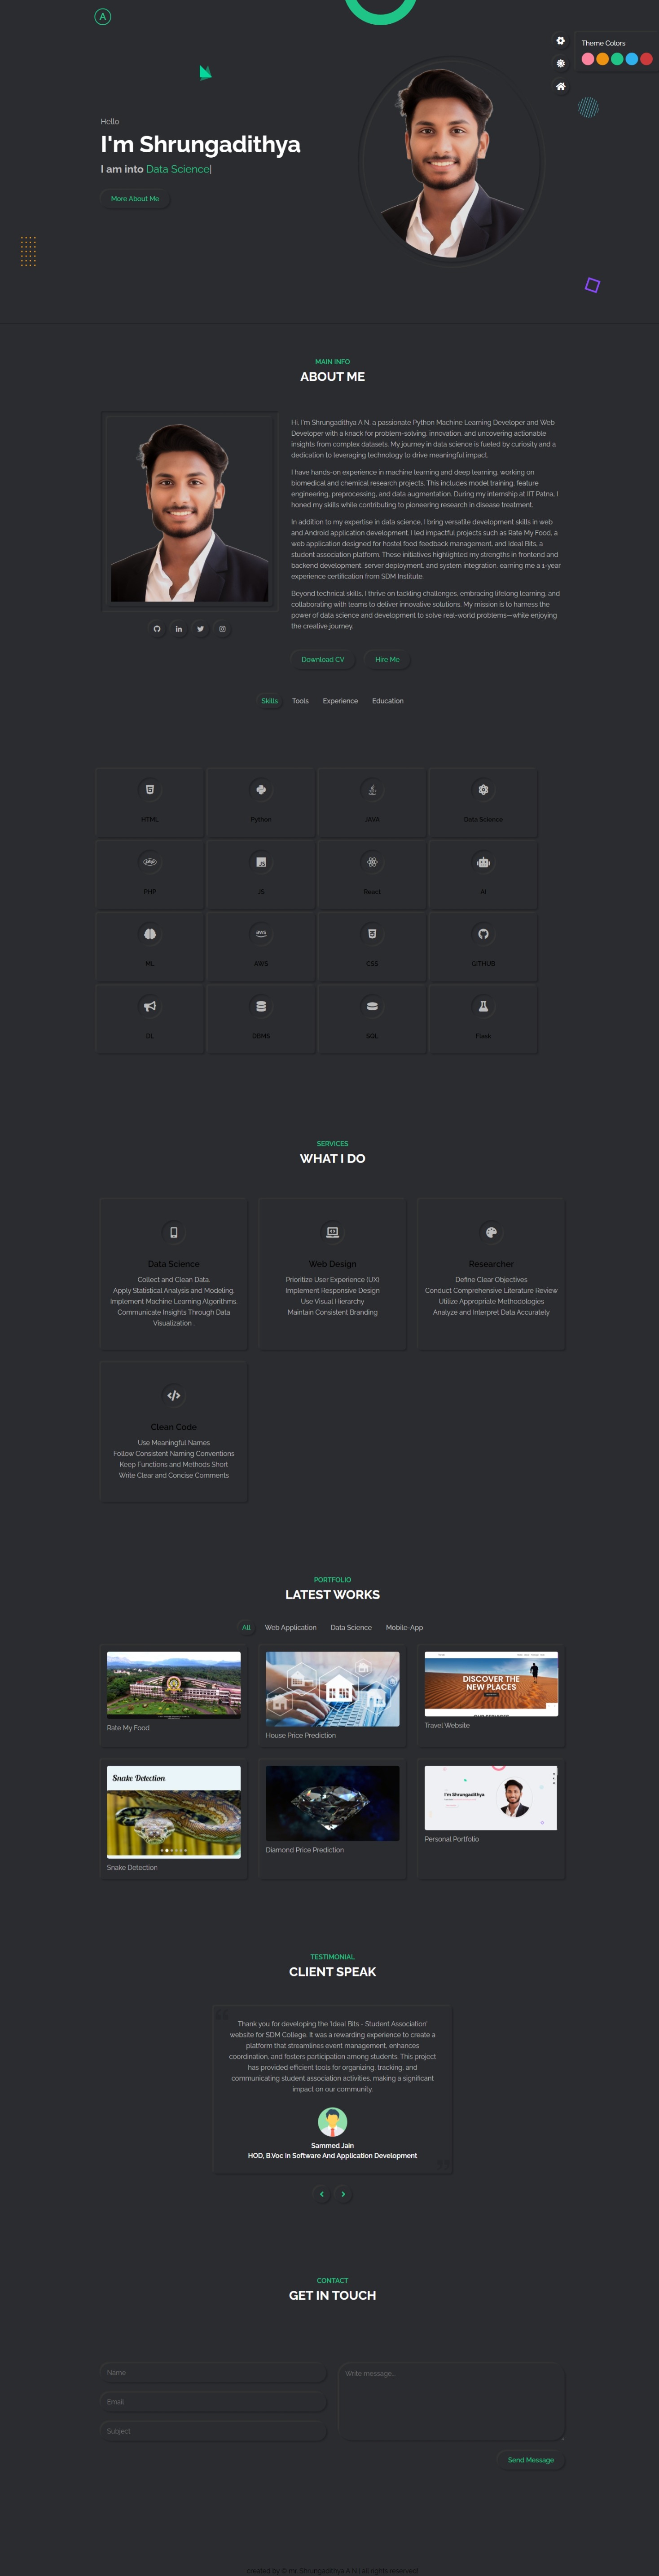 A
Theme Colors
Hello
I'm Shrungadithya
I am into Data Science|
More About Me
MAIN INFO
ABOUT ME
Hi, I'm Shrungadithya A N, a passionate Python Machine Learning Developer and Web
Developer with a knack for problem-solving, innovation, and uncovering actionable
insights from complex datasets. My journey in data science is fueled by curiosity and a
dedication to leveraging technology to drive meaningful impact.
I have hands-on experience in machine learning and deep learning, working on
biomedical and chemical research projects. This includes model training, feature
engineering, preprocessing, and data augmentation. During my internship at IIT Patna, I
honed my skills while contributing to pioneering research in disease treatment.
In addition to my expertise in data science, I bring versatile development skills in web
and Android application development. I led impactful projects such as Rate My Food, a
web application designed for hostel food feedback management, and Ideal Bits, a
student association platform. These initiatives highlighted my strengths in frontend and
backend development, server deployment, and system integration, earning me a 1-year
experience certification from SDM Institute.
Beyond technical skills, I thrive on tackling challenges, embracing lifelong learning, and
collaborating with teams to deliver innovative solutions. My mission is to harness the
power of data science and development to solve real-world problems—while enjoying
the creative journey.
Download CV
Hire Me
Skills
Tools
Experience
Education
HTML
Python
JAVA
Data Science
PHP
JS
React
AI
ML
AWS
CSS
GITHUB
DL
DBMS
SQL
Flask
SERVICES
WHAT I DO
Data Science
Collect and Clean Data.
Apply Statistical Analysis and Modeling.
Implement Machine Learning Algorithms.
Communicate Insights Through Data
Visualization .
Web Design
Prioritize User Experience (UX)
Implement Responsive Design
Use Visual Hierarchy
Maintain Consistent Branding
Researcher
Define Clear Objectives
Conduct Comprehensive Literature Review
Utilize Appropriate Methodologies
Analyze and Interpret Data Accurately
Clean Code
Use Meaningful Names
Follow Consistent Naming Conventions
Keep Functions and Methods Short
Write Clear and Concise Comments
PORTFOLIO
LATEST WORKS
All
Web Application
Data Science
Mobile-App
Rate My Food
House Price Prediction
DISCOVER THE
NEW PLACES
Travel Website
Snake Detection
Snake Detection
Diamond Price Prediction
I'm Shrungadithya
Personal Portfolio
TESTIMONIAL
CLIENT SPEAK
Thank you for developing the 'Ideal Bits - Student Association'
website for SDM College. It was a rewarding experience to create a
platform that streamlines event management, enhances
coordination, and fosters participation among students. This project
has provided efficient tools for organizing, tracking, and
communicating student association activities, making a significant
impact on our community.
Sammed Jain
HOD, B.Voc In Software And Application Development
CONTACT
GET IN TOUCH
Name
Email
Subject
Write message...
Send Message
created by © mr. Shrungadithya A N | all rights reserved!